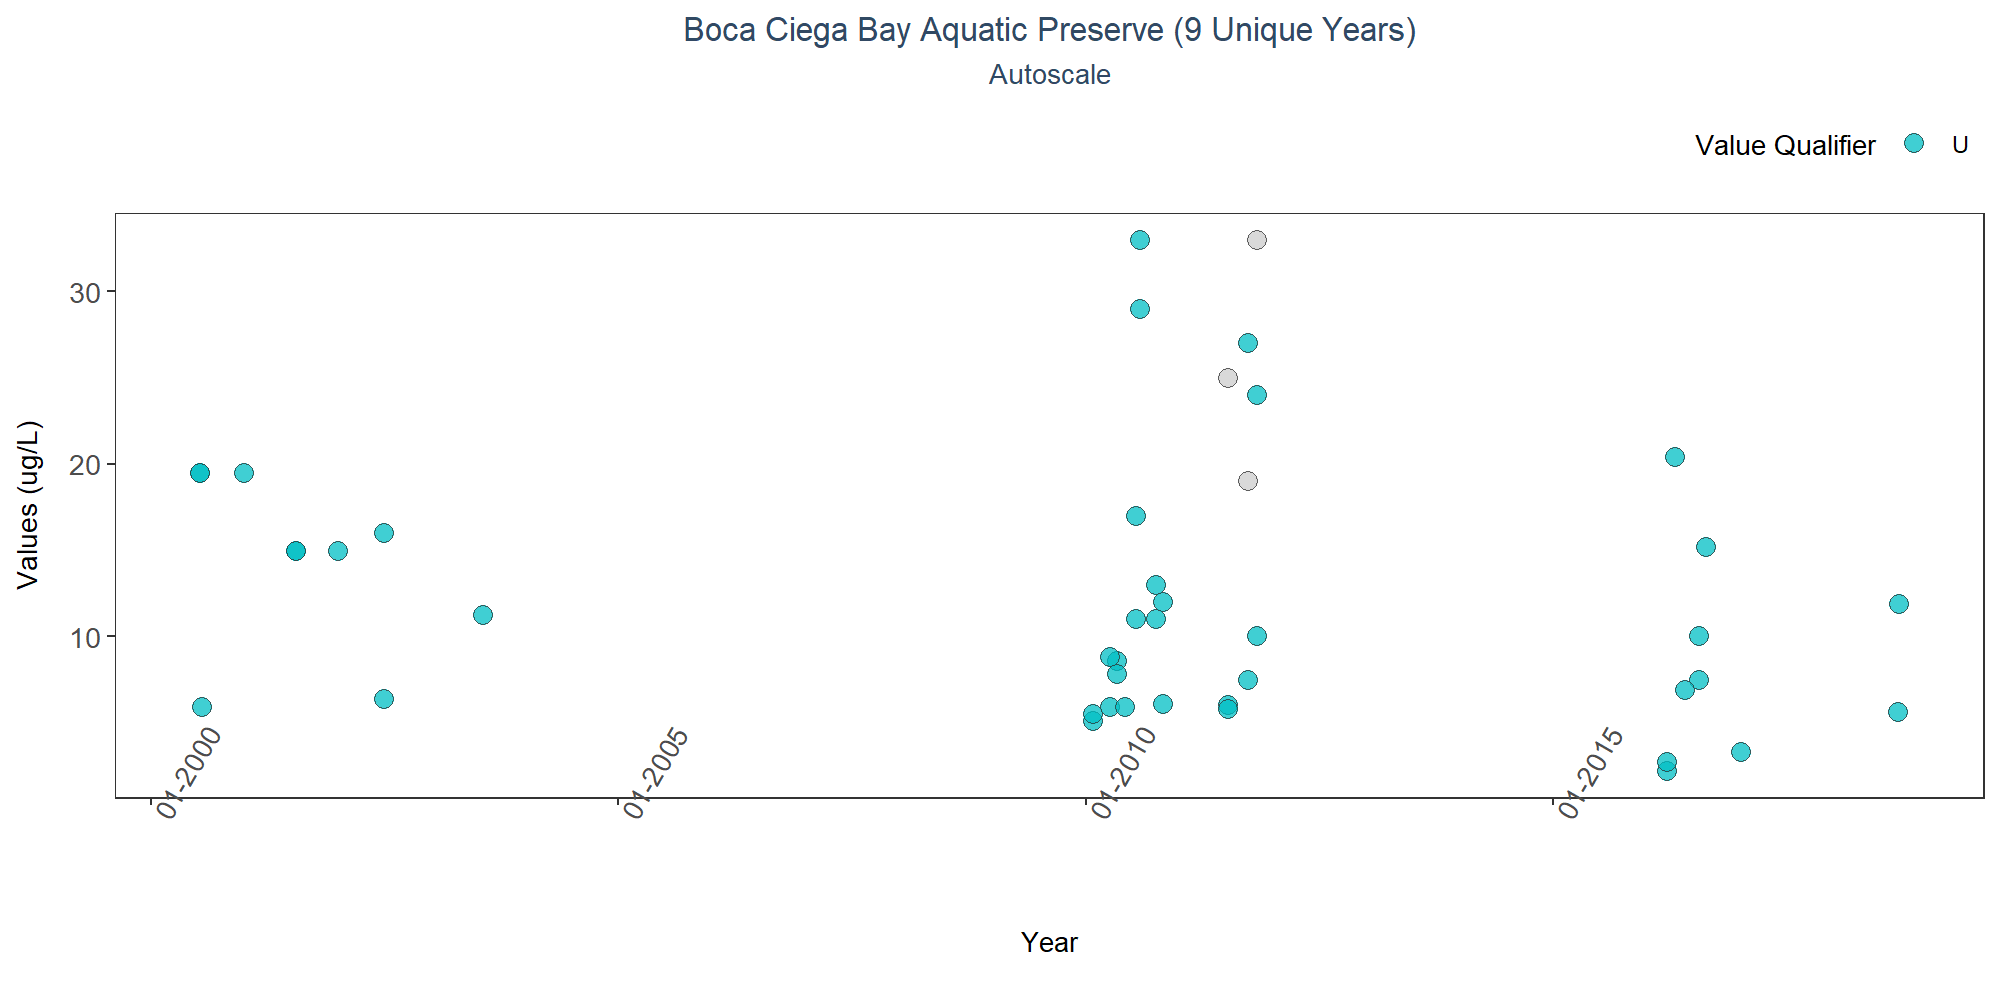 Boca Ciega Bay Aquatic Preserve (9 Unique Years)
Autoscale
Value Qualifier U
Values (ug/L)
30
20
10
01-2000
01-2005
01-2010
01-2015
Year